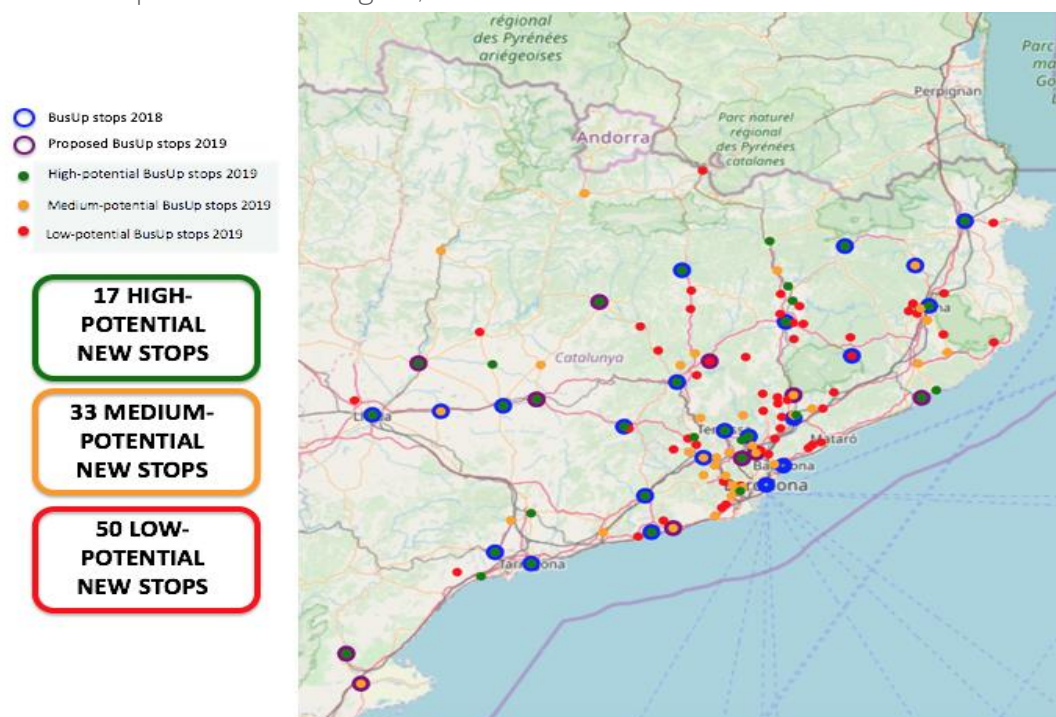 régional
des Pyrénées
ariégeoises
Perpignan
Andorra
Parc naturel
régional
des Pyrénées
catalanes
BusUp stops 2018
Proposed BusUp stops 2019
High-potential BusUp stops 2019
Medium-potential BusUp stops 2019
Low-potential BusUp stops 2019
17 HIGH-
POTENTIAL
NEW STOPS
33 MEDIUM-
POTENTIAL
NEW STOPS
50 LOW-
POTENTIAL
NEW STOPS
Catalunya
Mataró
Barcelona